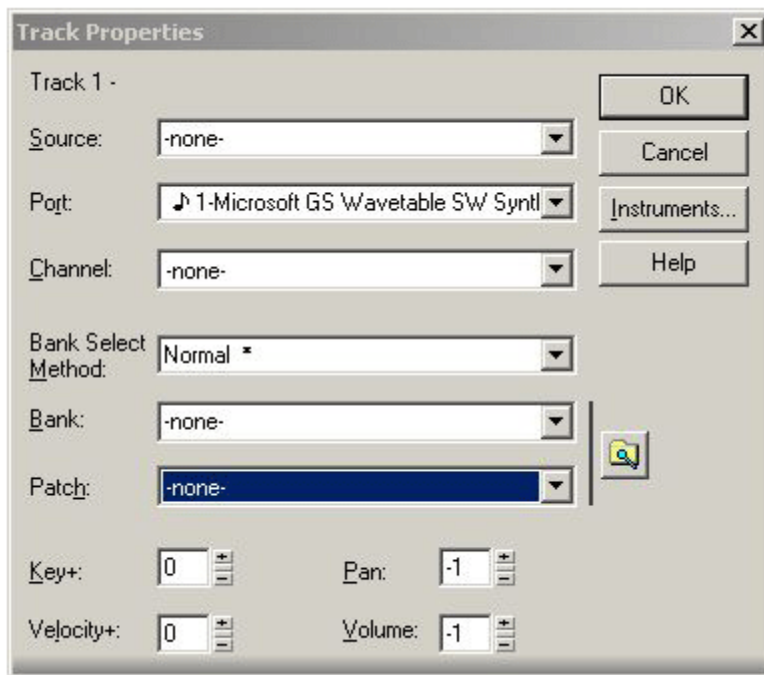 Track Properties
Track 1 -
Source: -none-
Port: 1-Microsoft GS Wavetable SW Syntl
Channel: -none-
Bank Select
Method: Normal *
Bank: -none-
Patch: -none-
Key+: 0 Pan: -1
Velocity+: 0 Volume: -1
OK
Cancel
Instruments...
Help